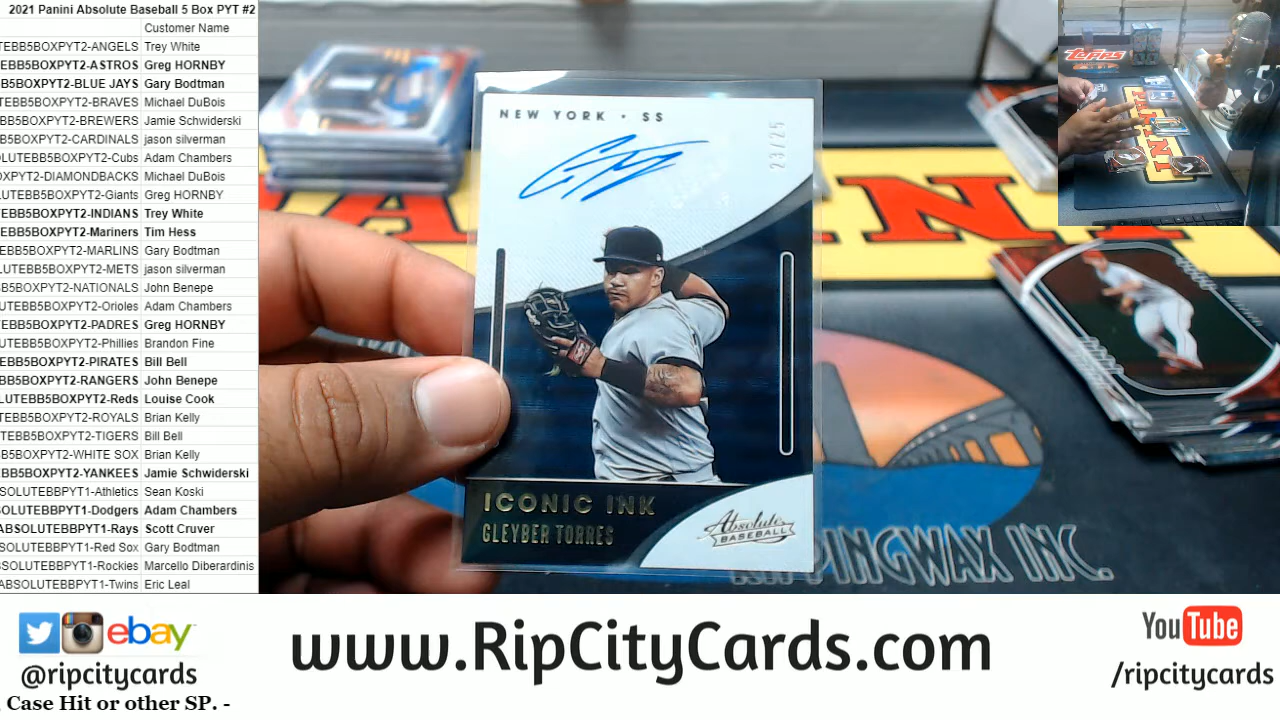 2021 Panini Absolute Baseball 5 Box PYT #2
Customer Name
TEBB5BOXPYT2-ANGELS Trey White
EBB5BOXPYT2-ASTROS Greg HORNBY
BB5BOXPYT2-BLUE JAYS Gary Bodtman
TEBB5BOXPYT2-BRAVES Michael DuBois
BB5BOXPYT2-BREWERS Jamie Schwiderski
B5BOXPYT2-CARDINALS jason silverman
OLUTEBB5BOXPYT2-Cubs Adam Chambers
OXPYT2-DIAMONDBACKS Michael DuBois
LUTEBB5BOXPYT2-Giants Greg HORNBY
EBB5BOXPYT2-INDIANS Trey White
UTEBB5BOXPYT2-Mariners Tim Hess
EBB5BOXPYT2-MARLINS Gary Bodtman
LUTEBB5BOXPYT2-METS jason silverman
BB5BOXPYT2-NATIONALS John Benepe
LUTEBB5BOXPYT2-Orioles Adam Chambers
TEBB5BOXPYT2-PADRES Greg HORNBY
UTEBB5BOXPYT2-Phillies Brandon Fine
EBB5BOXPYT2-PIRATES Bill Bell
EBB5BOXPYT2-RANGERS John Benepe
OLUTEBB5BOXPYT2-Reds Louise Cook
TEBB5BOXPYT2-ROYALS Brian Kelly
UTEBB5BOXPYT2-TIGERS Bill Bell
BB5BOXPYT2-WHITE SOX Brian Kelly
EBB5BOXPYT2-YANKEES Jamie Schwiderski
SOLUTEBBPYT1-Athletics Sean Koski
OLUTEBBPYT1-Dodgers Adam Chambers
ABSOLUTEBBPYT1-Rays Scott Cruver
SOLUTEBBPYT1-Red Sox Gary Bodtman
SOLUTEBBPYT1-Rockies Marcello Diberardinis
ABSOLUTEBBPYT1-Twins Eric Leal
NEW YORK · SS
23/25
ICONIC INK
GLEYBER TORRES
Absolute
BASEBALL
PINGWAX INC.
Topps
PANINI
ebay
@ripcitycards
Case Hit or other SP. -
www.RipCityCards.com
YouTube
/ripcitycards